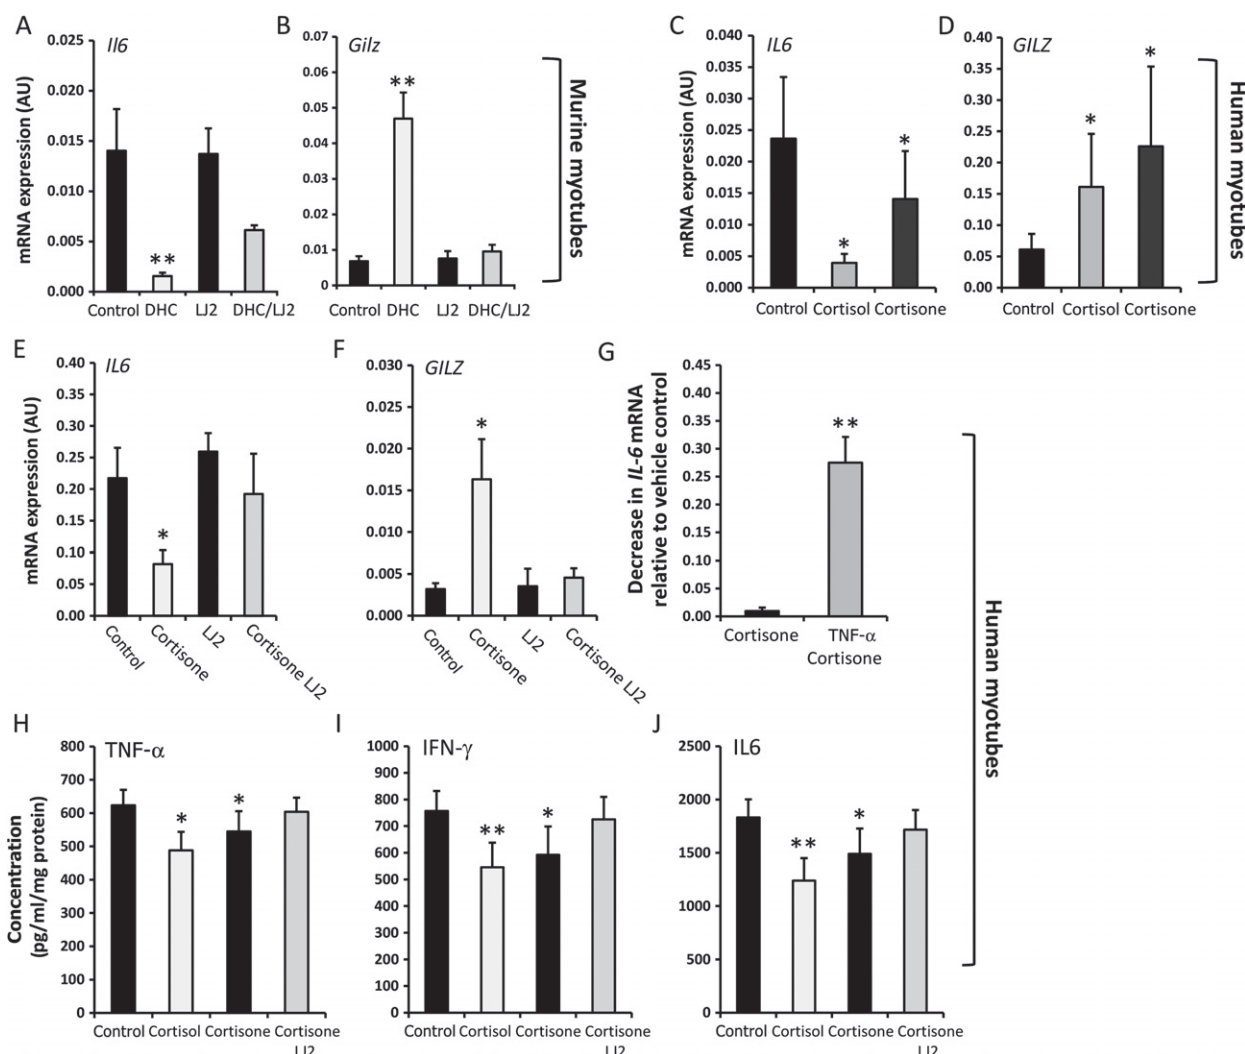 A
Il6
mRNA expression (AU)
0.025
0.020
0.015
0.010
0.005
0.000
**
Control DHC LJ2 DHC/LJ2
B
Gilz
0.07
0.06
0.05
0.04
0.03
0.02
0.01
0
**
Control DHC LJ2 DHC/LJ2
Murine myotubes
C
IL6
mRNA expression (AU)
0.040
0.035
0.030
0.025
0.020
0.015
0.010
0.005
0.000
*
*
Control Cortisol Cortisone
D
GILZ
0.40
0.35
0.30
0.25
0.20
0.15
0.10
0.05
0.00
*
*
Control Cortisol Cortisone
Human myotubes
E
IL6
mRNA expression (AU)
0.40
0.35
0.30
0.25
0.20
0.15
0.10
0.05
0.00
*
Control
Cortisone
LJ2
Cortisone LJ2
F
GILZ
0.030
0.025
0.020
0.015
0.010
0.005
0.000
*
Control
Cortisone
LJ2
Cortisone LJ2
G
Decrease in IL-6 mRNA
relative to vehicle control
0.45
0.40
0.35
0.30
0.25
0.20
0.15
0.10
0.05
0.00
**
Cortisone TNF-α
Cortisone
Human myotubes
H
TNF-α
Concentration
(pg/ml/mg protein)
800
700
600
500
400
300
200
100
0
*
*
Control Cortisol Cortisone Cortisone
LJ2
I
IFN-γ
1000
900
800
700
600
500
400
300
200
100
0
**
*
Control Cortisol Cortisone Cortisone
LJ2
J
IL6
2500
2000
1500
1000
500
0
**
*
Control Cortisol Cortisone Cortisone
LJ2